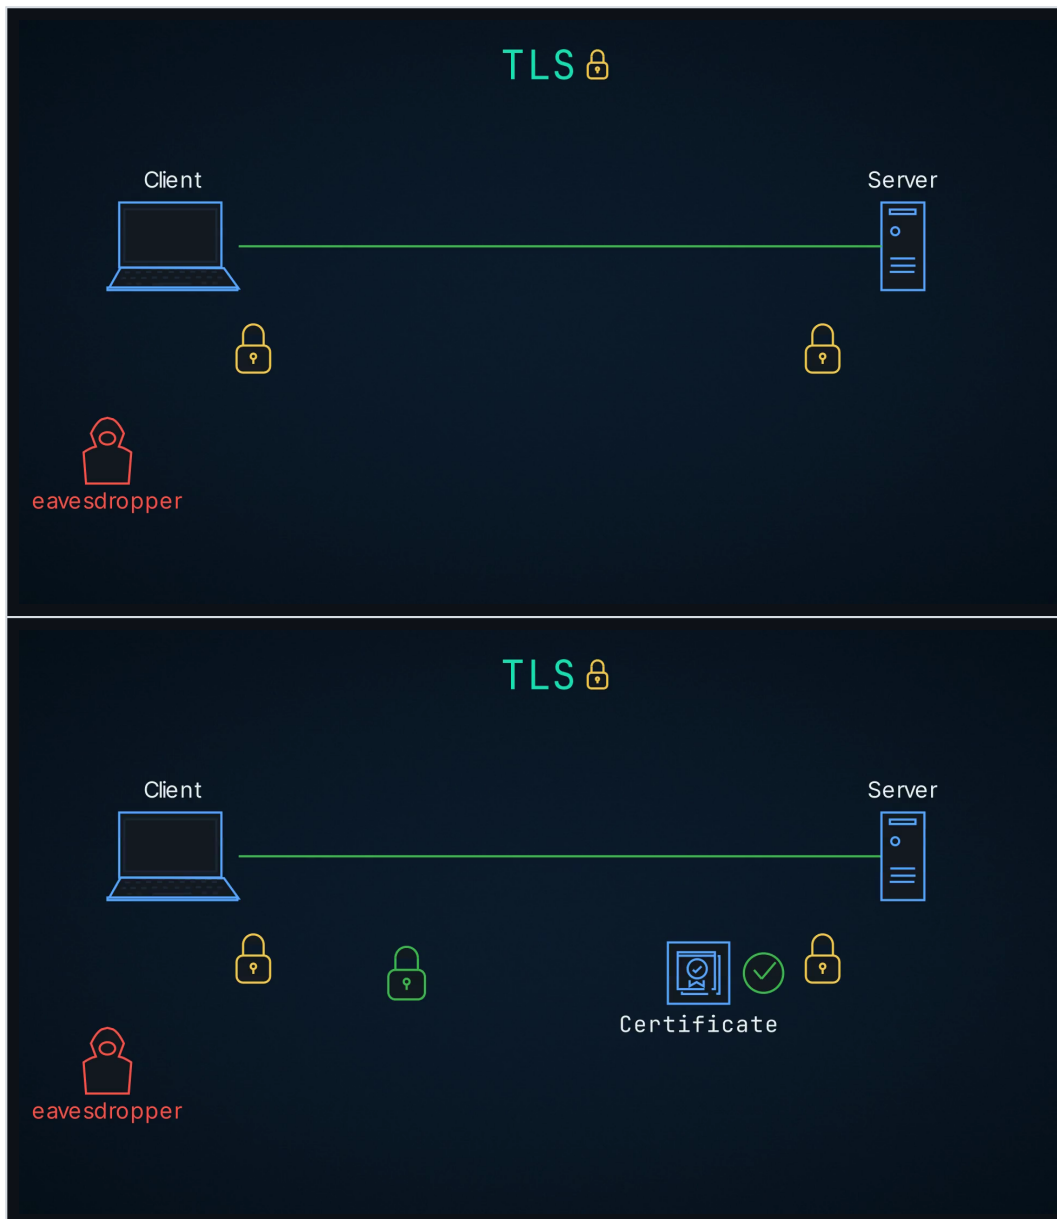 TLS
Client
Server
eavesdropper
TLS
Client
Server
Certificate
eavesdropper